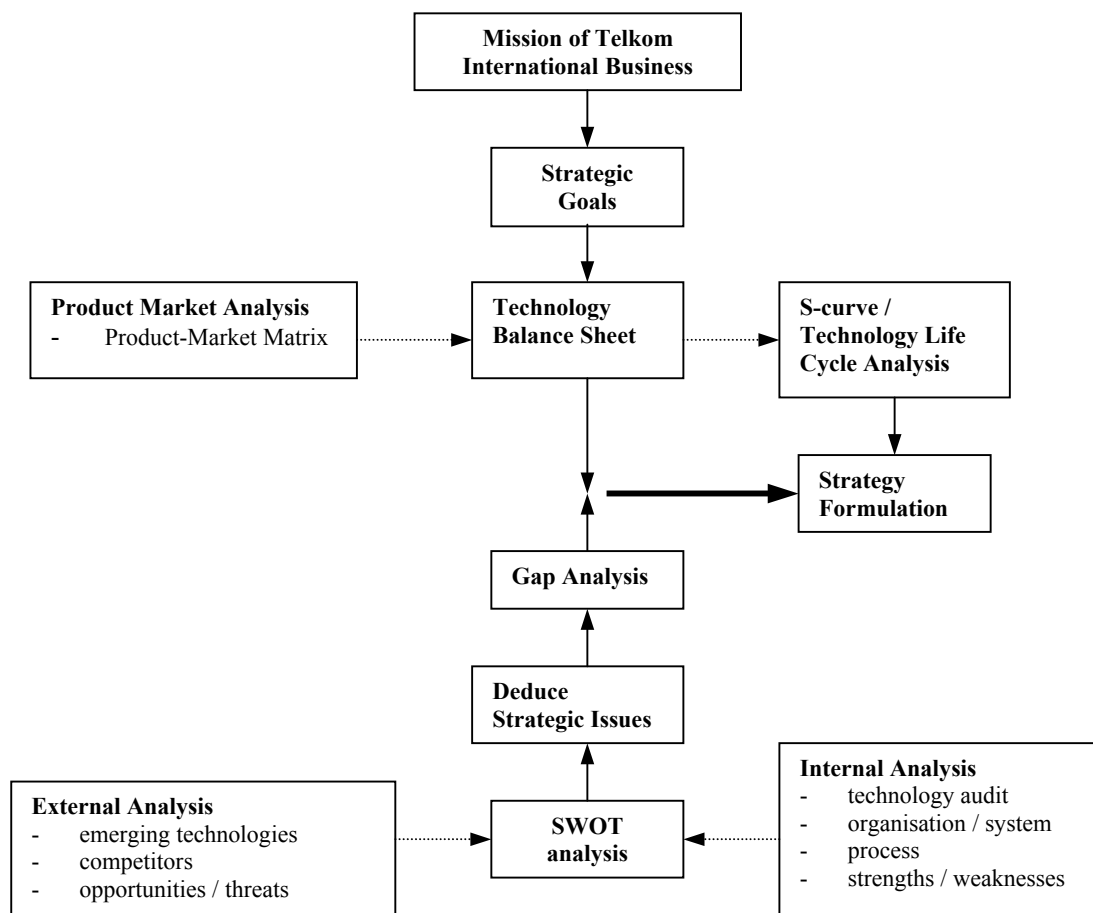 Mission of Telkom
International Business
Strategic
Goals
Product Market Analysis
- Product-Market Matrix
Technology
Balance Sheet
S-curve /
Technology Life
Cycle Analysis
Strategy
Formulation
Gap Analysis
Deduce
Strategic Issues
External Analysis
- emerging technologies
- competitors
- opportunities / threats
SWOT
analysis
Internal Analysis
- technology audit
- organisation / system
- process
- strengths / weaknesses